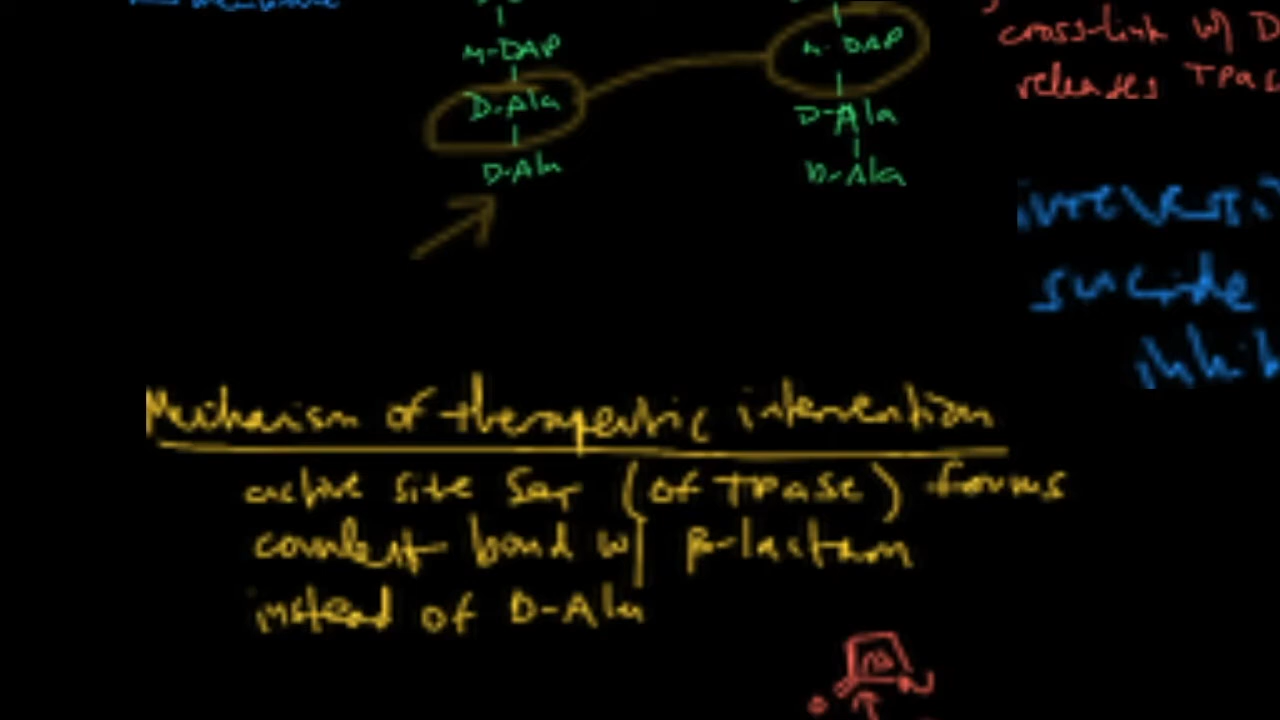 m-DAP
D-Ala
D-Ala
m-DAP
D-Ala
D-Ala
cross-link w/ D
releases TPas
irreversi
suicide
inhib
Mechanism of therapeutic intervention
active site Ser (of TPase) forms
covalent bond w/ β-lactam
instead of D-Ala